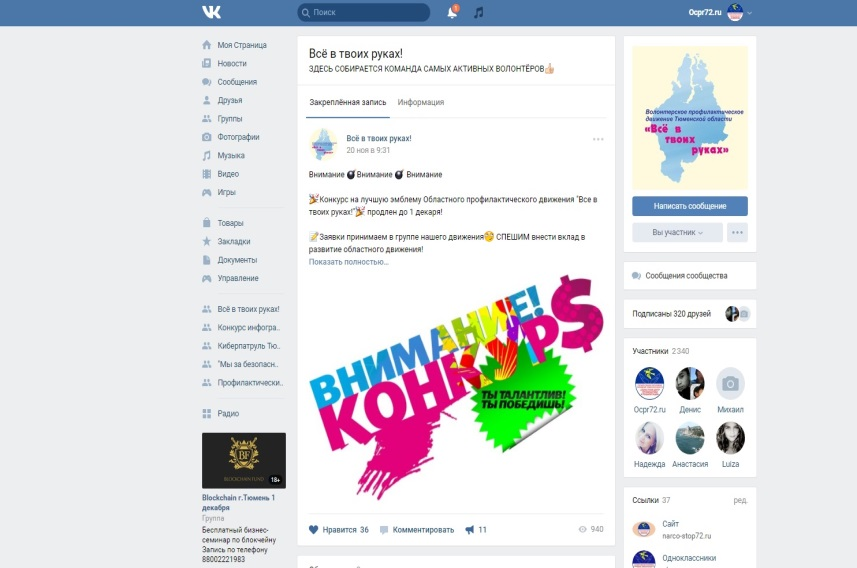 Поиск
1
Ocpr72.ru
Моя Страница
Новости
Сообщения
Друзья
Группы
Фотографии
Музыка
Видео
Игры
Товары
Закладки
Документы
Управление
Всё в твоих руках!
Конкурс инфогра..
Киберпатруль Тю..
"Мы за безопасн..
Профилактически..
Радио
BF
BLOCKCHAIN FUND
18+
Blockchain г.Тюмень 1
декабря
Группа
Бесплатный бизнес-
семинар по блокчейну
Запись по телефону
88002221983
Всё в твоих руках!
ЗДЕСЬ СОБИРАЕТСЯ КОМАНДА САМЫХ АКТИВНЫХ ВОЛОНТЁРОВ👍🏻
Закреплённая запись Информация
Всё в твоих руках!
20 ноя в 9:31
Внимание 💣 Внимание 💣 Внимание
🎉Конкурс на лучшую эмблему Областного профилактического движения "Все в
твоих руках!"🎉 продлен до 1 декаря!
📝Заявки принимаем в группе нашего движения😋 СПЕШИМ внести вклад в
развитие областного движения!
Показать полностью...
ВНИМАНИЕ!
КОНКУРS
ТЫ ТАЛАНТЛИВ!
ТЫ ПОБЕДИШЬ!
Нравится 36 Комментировать 11 940
Волонтерское профилактическое
движение Тюменской области
«Всё в
твоих
руках»
Написать сообщение
Вы участник
Сообщения сообщества
Подписаны 320 друзей
Участники 2340
Ocpr72.ru Денис Михаил
Надежда Анастасия Luiza
Ссылки 37 ред.
Сайт
narco-stop72.ru
Одноклассники